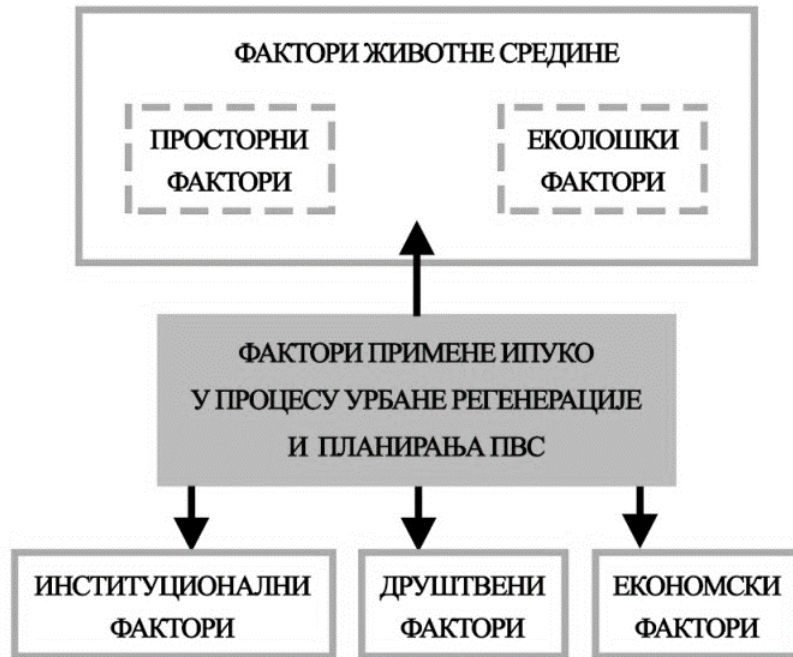 ФАКТОРИ ЖИВОТНЕ СРЕДИНЕ
ПРОСТОРНИ
ФАКТОРИ
ЕКОЛОШКИ
ФАКТОРИ
ФАКТОРИ ПРИМЕНЕ ИПУКО
У ПРОЦЕСУ УРБАНЕ РЕГЕНЕРАЦИЈЕ
И ПЛАНИРАЊА ПВС
ИНСТИТУЦИОНАЛНИ
ФАКТОРИ
ДРУШТВЕНИ
ФАКТОРИ
ЕКОНОМСКИ
ФАКТОРИ